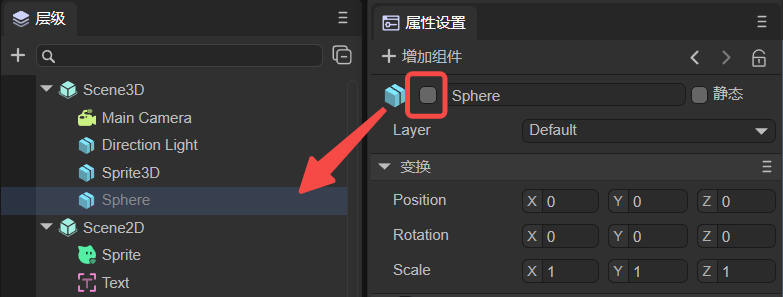 层级
Scene3D
Main Camera
Direction Light
Sprite3D
Sphere
Scene2D
Sprite
Text
属性设置
增加组件
Sphere 静态
Layer Default
变换
Position X 0 Y 0 Z 0
Rotation X 0 Y 0 Z 0
Scale X 1 Y 1 Z 1